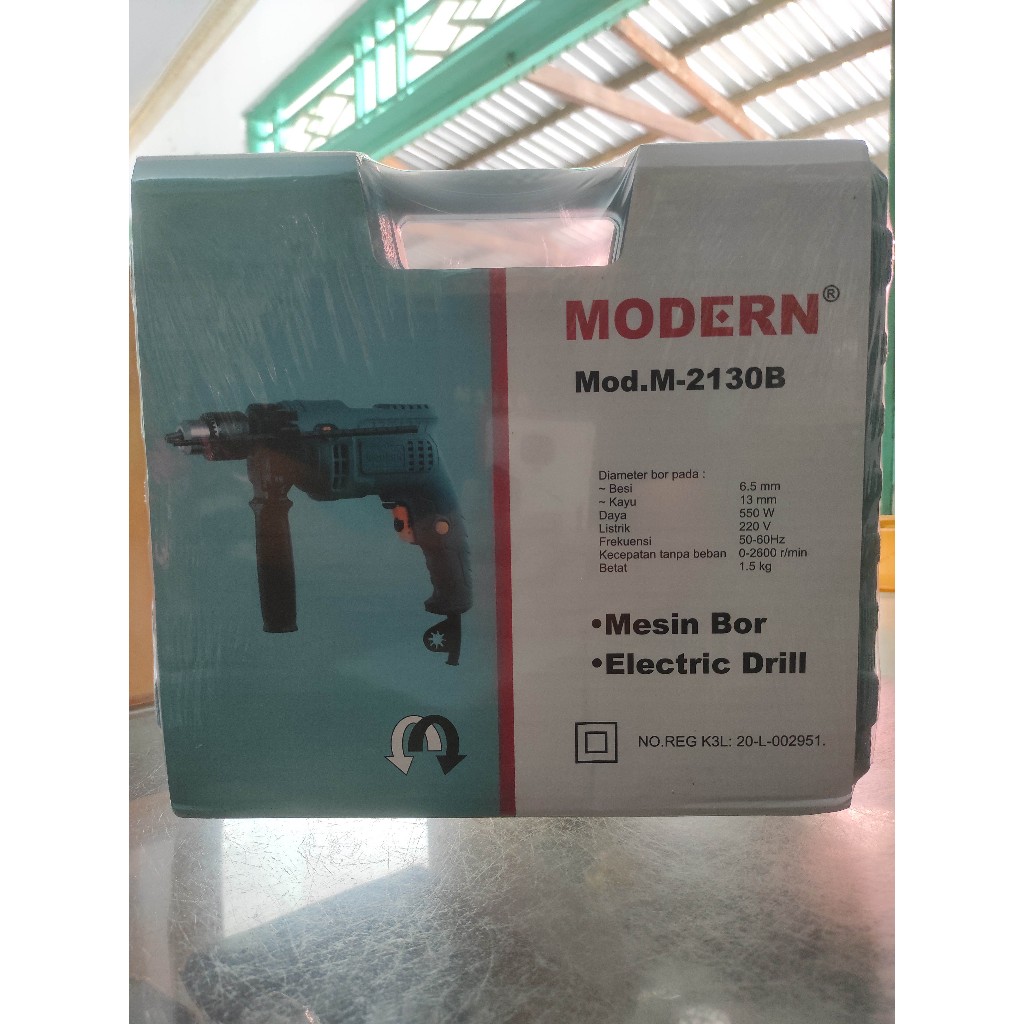 MODERN®
Mod.M-2130B
Diameter bor pada :
~ Besi 6.5 mm
~ Kayu 13 mm
Daya 550 W
Listrik 220 V
Frekuensi 50-60Hz
Kecepatan tanpa beban 0-2600 r/min
Betat 1.5 kg
•Mesin Bor
•Electric Drill
NO.REG K3L: 20-L-002951.